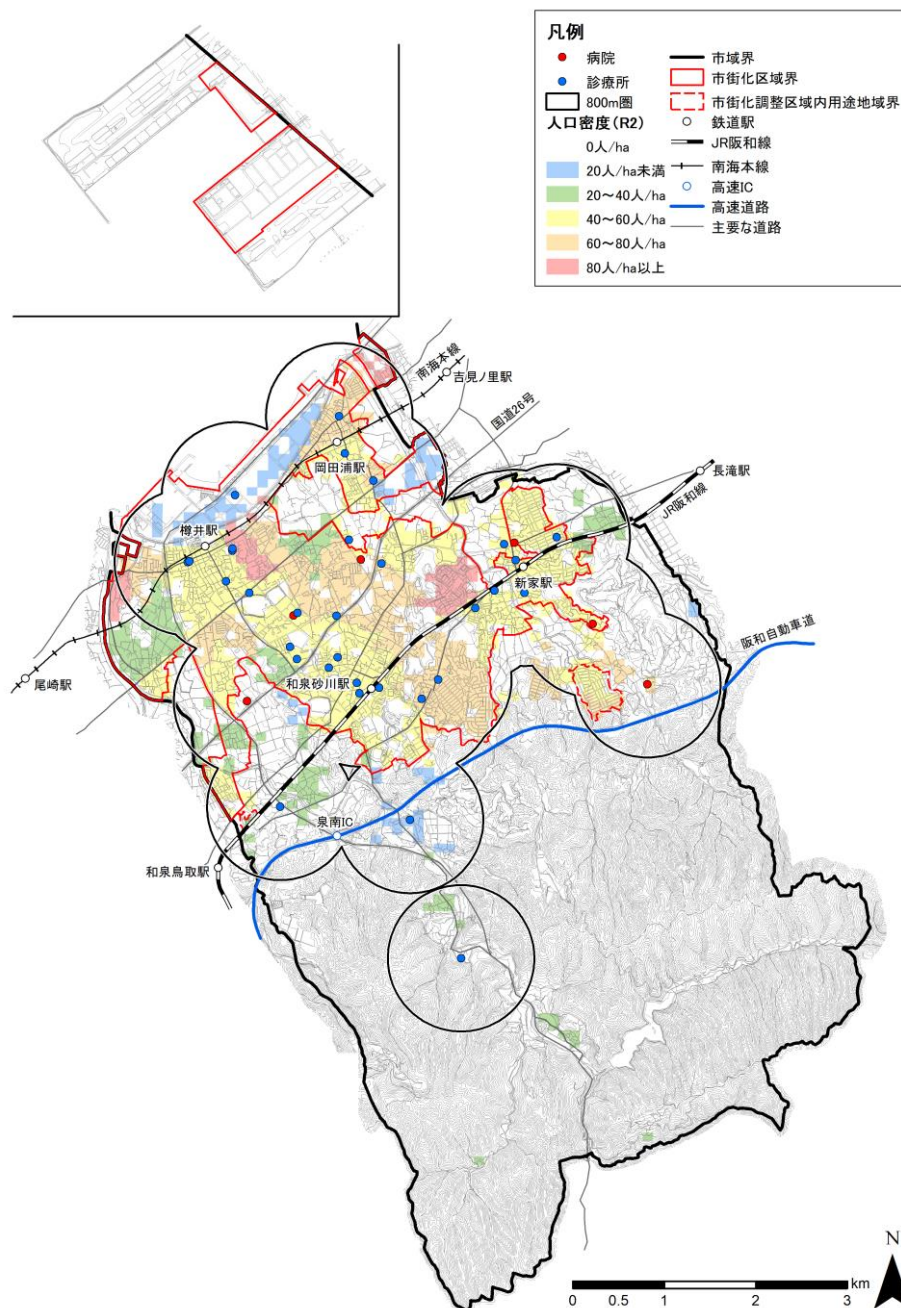 凡例
病院
診療所
800m圏
人口密度(R2)
0人/ha
20人/ha未満
20~40人/ha
40~60人/ha
60~80人/ha
80人/ha以上
市域界
市街化区域界
市街化調整区域内用途地域界
鉄道駅
JR阪和線
南海本線
高速IC
高速道路
主要な道路
南海本線
吉見ノ里駅
国道26号
岡田浦駅
長滝駅
JR阪和線
樽井駅
新家駅
阪和自動車道
尾崎駅
和泉砂川駅
泉南IC
和泉鳥取駅
N
km
0 0.5 1 2 3